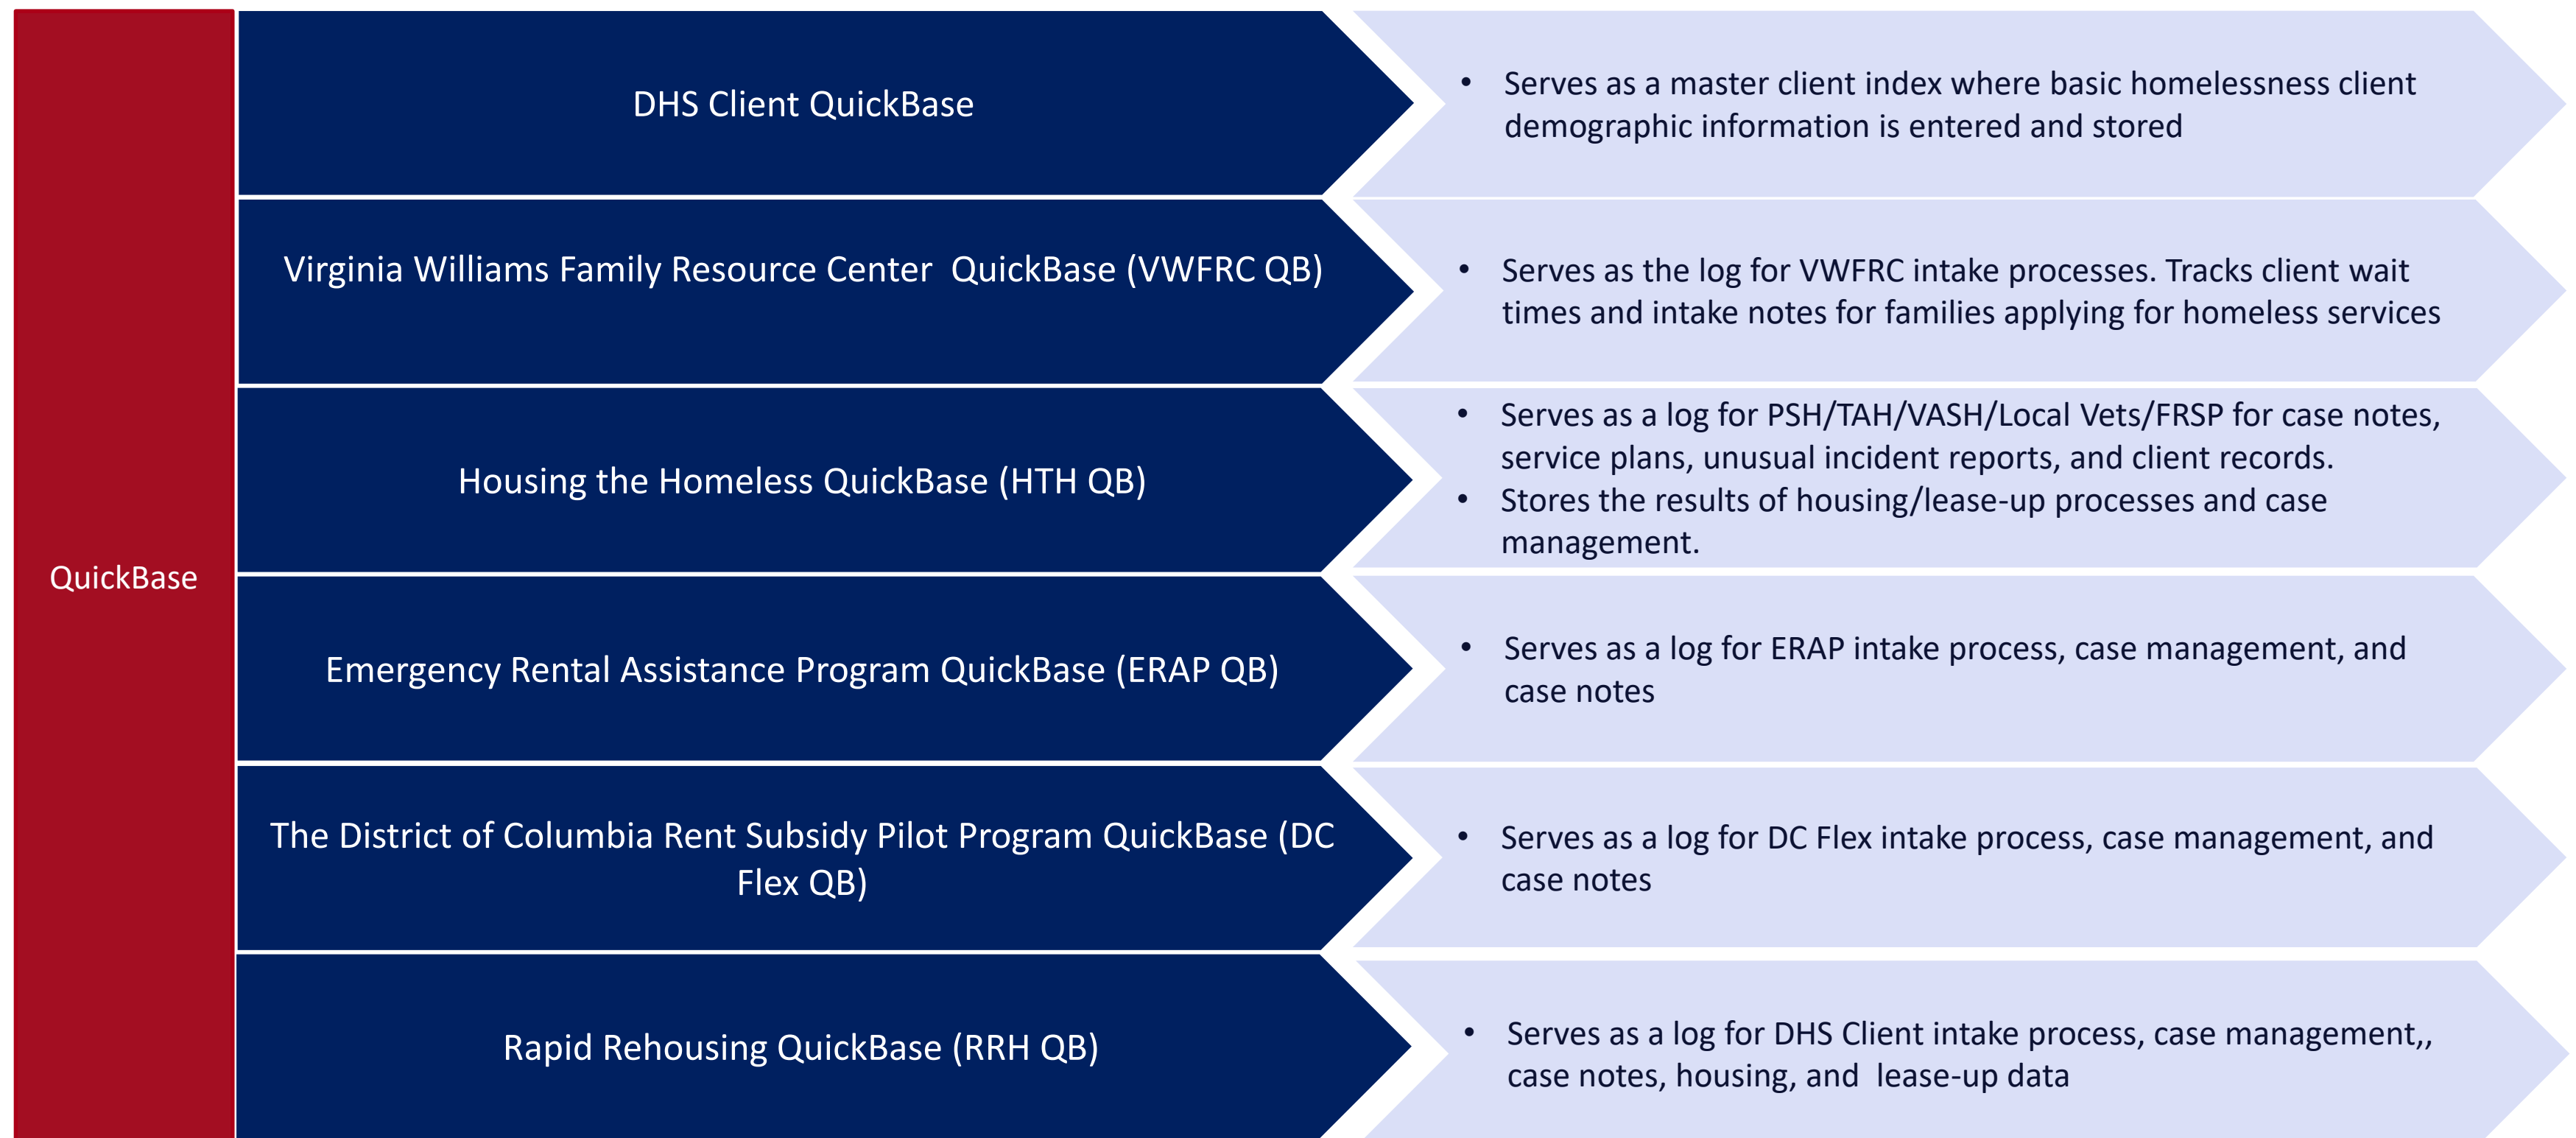 QuickBase
DHS Client QuickBase
• Serves as a master client index where basic homelessness client
demographic information is entered and stored
Virginia Williams Family Resource Center  QuickBase (VWFRC QB)
• Serves as the log for VWFRC intake processes. Tracks client wait
times and intake notes for families applying for homeless services
Housing the Homeless QuickBase (HTH QB)
• Serves as a log for PSH/TAH/VASH/Local Vets/FRSP for case notes,
service plans, unusual incident reports, and client records.
• Stores the results of housing/lease-up processes and case
management.
Emergency Rental Assistance Program QuickBase (ERAP QB)
• Serves as a log for ERAP intake process, case management, and
case notes
The District of Columbia Rent Subsidy Pilot Program QuickBase (DC
Flex QB)
• Serves as a log for DC Flex intake process, case management, and
case notes
Rapid Rehousing QuickBase (RRH QB)
• Serves as a log for DHS Client intake process, case management,,
case notes, housing, and  lease-up data